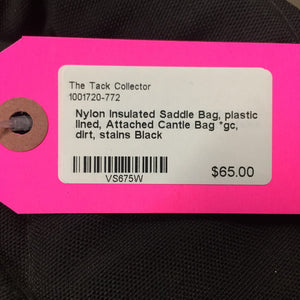 The Tack Collector
1001720-772
Nylon Insulated Saddle Bag, plastic
lined, Attached Cantle Bag *gc,
dirt, stains Black
VS675W
$65.00